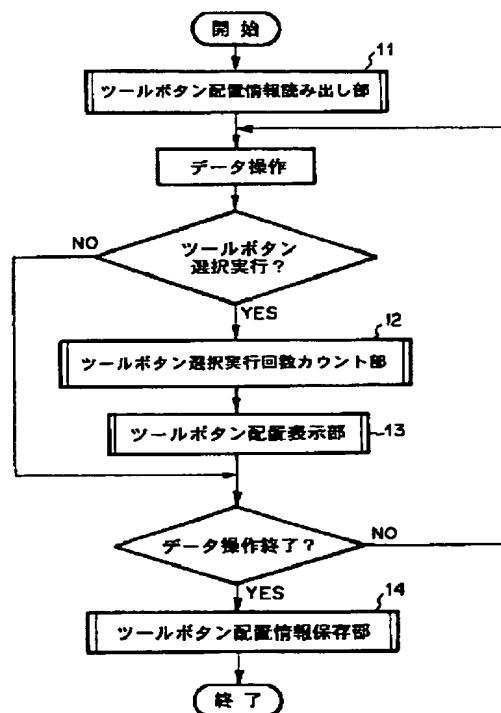 開始
11
ツールボタン配置情報読み出し部
データ操作
NO
ツールボタン
選択実行?
YES
12
ツールボタン選択実行回数カウント部
ツールボタン配置表示部
13
データ操作終了?
NO
YES
14
ツールボタン配置情報保存部
終了